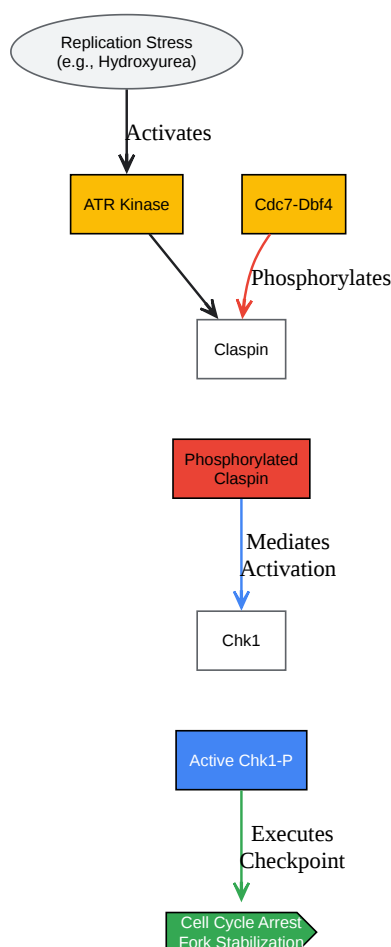 Replication Stress
(e.g., Hydroxyurea)
Activates
ATR Kinase
Cdc7-Dbf4
Phosphorylates
Claspin
Phosphorylated
Claspin
Mediates
Activation
Chk1
Active Chk1-P
Executes
Checkpoint
Cell Cycle Arrest
Fork Stabilization